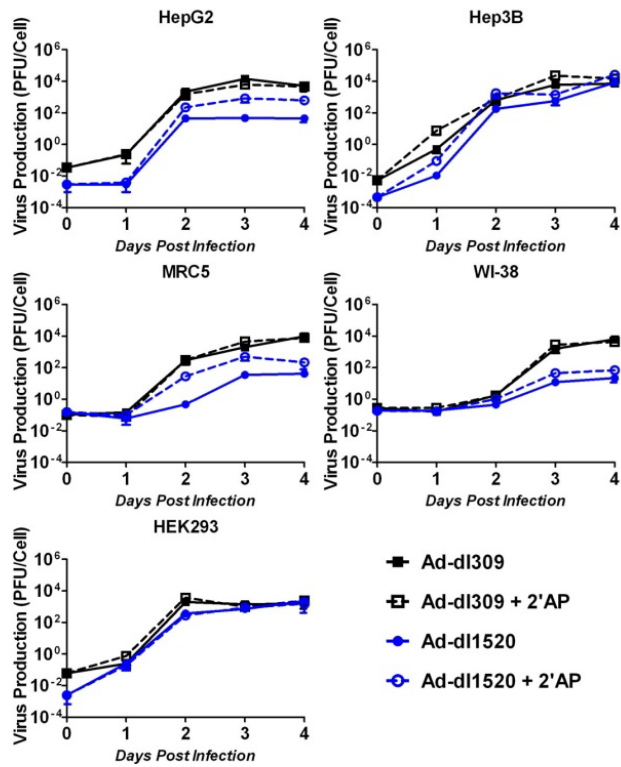 HepG2
Virus Production (PFU/Cell)
10^6
10^4
10^2
10^0
10^-2
10^-4
0 1 2 3 4
Days Post Infection
Hep3B
Virus Production (PFU/Cell)
10^6
10^4
10^2
10^0
10^-2
10^-4
0 1 2 3 4
Days Post Infection
MRC5
Virus Production (PFU/Cell)
10^6
10^4
10^2
10^0
10^-2
10^-4
0 1 2 3 4
Days Post Infection
WI-38
Virus Production (PFU/Cell)
10^6
10^4
10^2
10^0
10^-2
10^-4
0 1 2 3 4
Days Post Infection
HEK293
Virus Production (PFU/Cell)
10^6
10^4
10^2
10^0
10^-2
10^-4
0 1 2 3 4
Days Post Infection
Ad-dl309
Ad-dl309 + 2'AP
Ad-dl1520
Ad-dl1520 + 2'AP